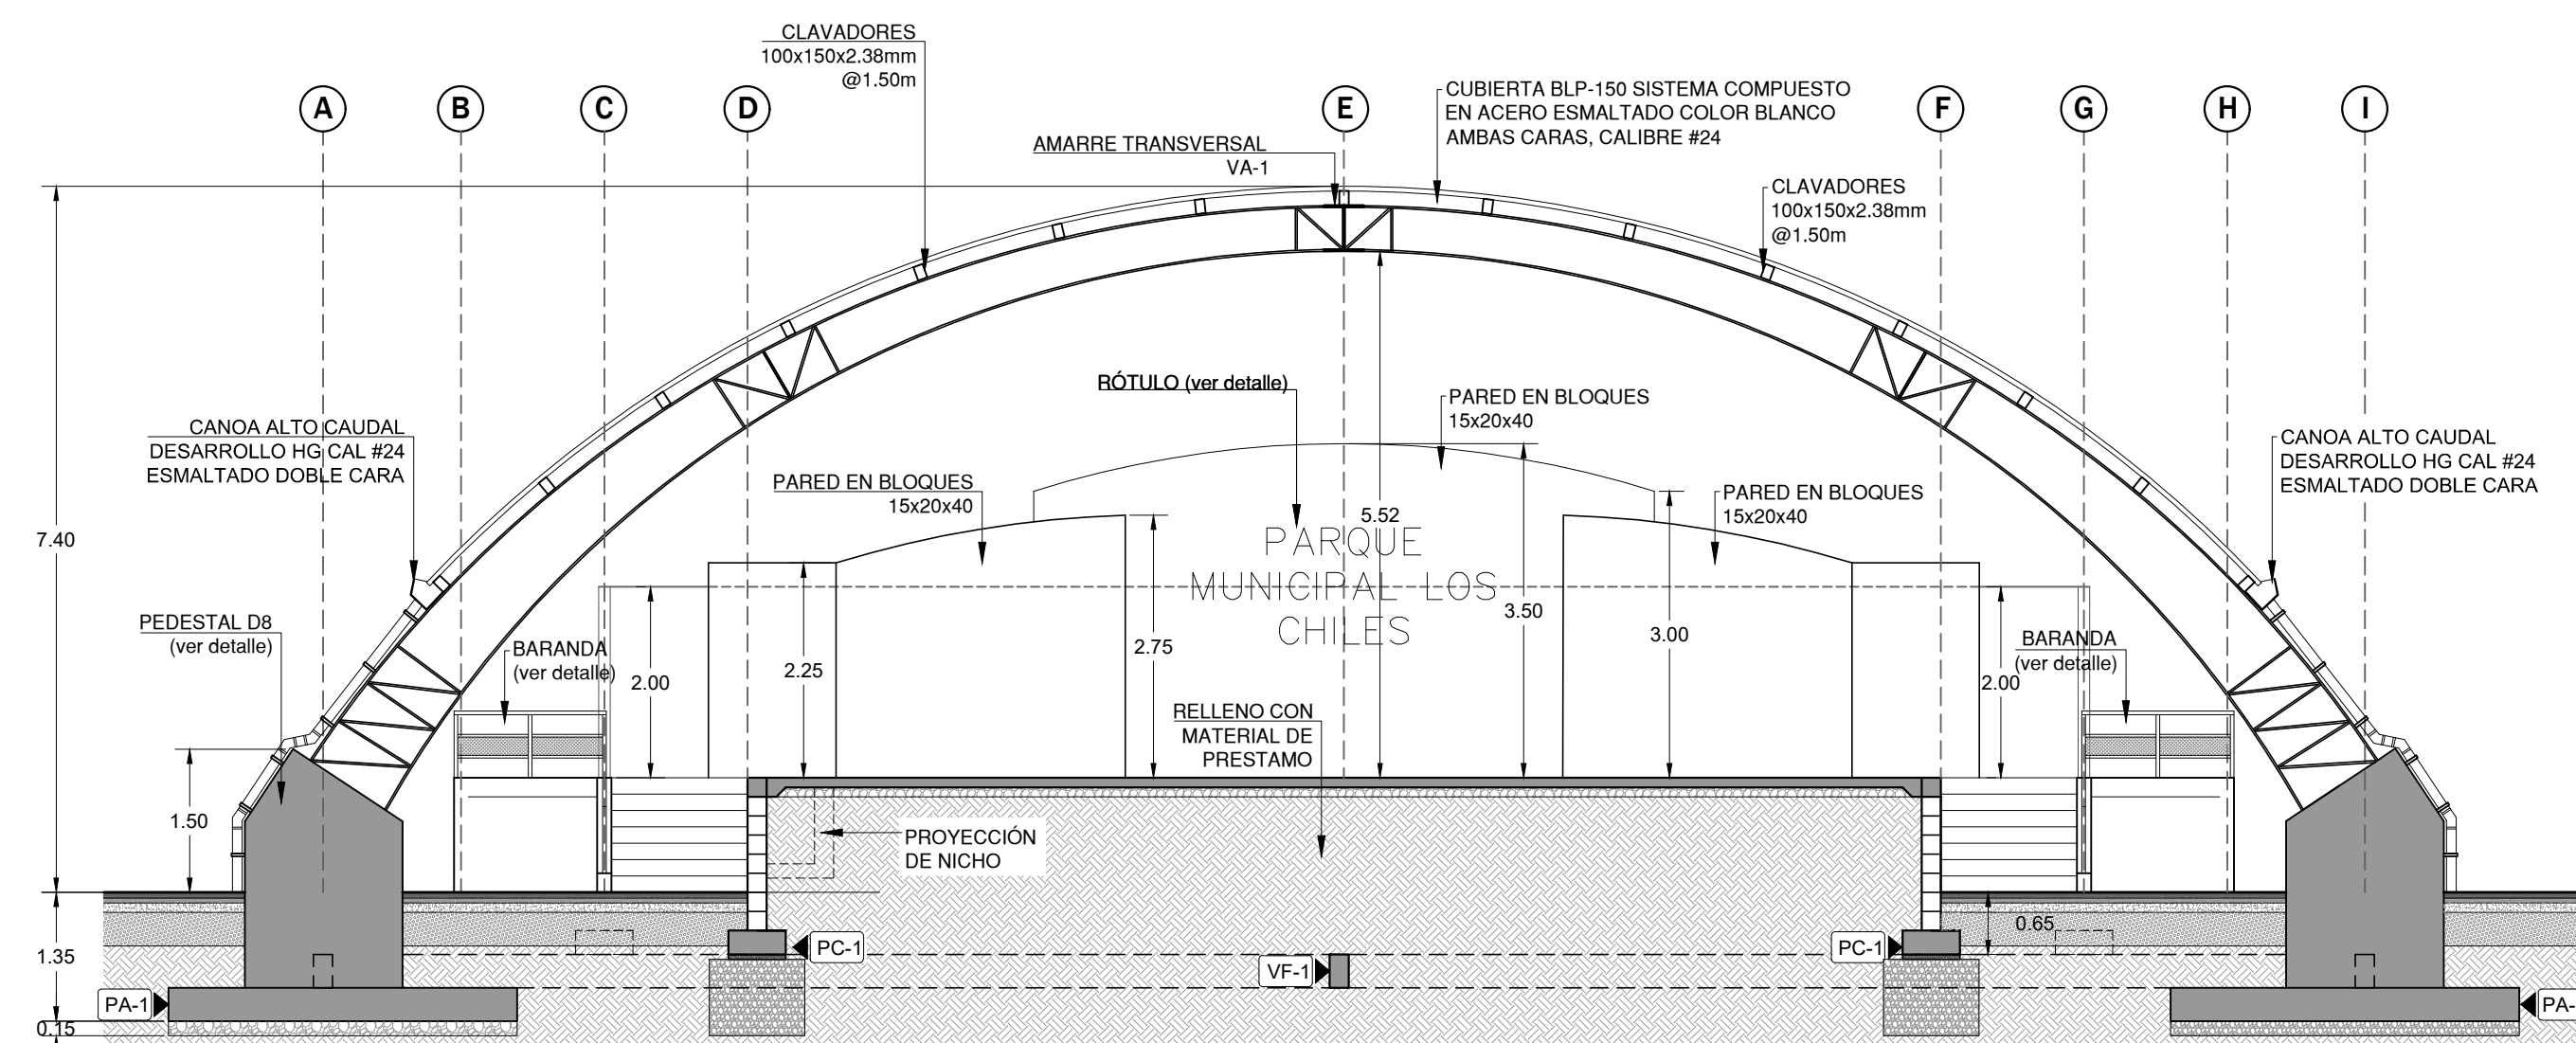 CLAVADORES
100x150x2.38mm
@1.50m
A
B
C
D
E
F
G
H
I
CUBIERTA BLP-150 SISTEMA COMPUESTO
EN ACERO ESMALTADO COLOR BLANCO
AMBAS CARAS, CALIBRE #24
AMARRE TRANSVERSAL
VA-1
CLAVADORES
100x150x2.38mm
@1.50m
RÓTULO (ver detalle)
PARED EN BLOQUES
15x20x40
CANOA ALTO CAUDAL
DESARROLLO HG CAL #24
ESMALTADO DOBLE CARA
CANOA ALTO CAUDAL
DESARROLLO HG CAL #24
ESMALTADO DOBLE CARA
PARED EN BLOQUES
15x20x40
PARED EN BLOQUES
15x20x40
7.40
5.52
PARQUE
MUNICIPAL LOS
CHILES
3.50
3.00
2.75
2.25
2.00
2.00
PEDESTAL D8
(ver detalle)
BARANDA
(ver detalle)
BARANDA
(ver detalle)
RELLENO CON
MATERIAL DE
PRESTAMO
1.50
PROYECCIÓN
DE NICHO
0.65
1.35
PC-1
VF-1
PC-1
PA-1
PA-
0.15